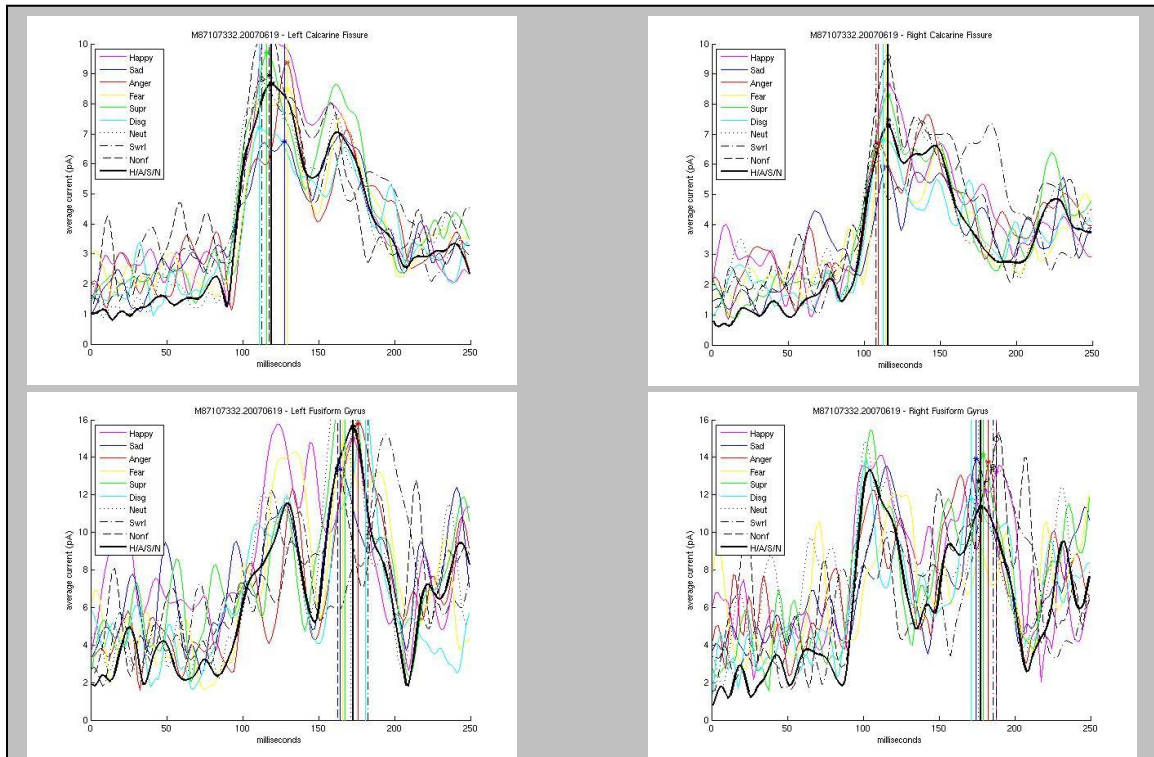 M87107332.20070619 - Left Calcarine Fissure
10
9
8
7
6
5
4
3
2
1
0
average current (pA)
Happy
Sad
Anger
Fear
Supr
Disg
Neut
Swrl
Nonf
H/A/S/N
0 50 100 150 200 250
milliseconds
M87107332.20070619 - Right Calcarine Fissure
10
9
8
7
6
5
4
3
2
1
0
average current (pA)
Happy
Sad
Anger
Fear
Supr
Disg
Neut
Swrl
Nonf
H/A/S/N
0 50 100 150 200 250
milliseconds
M87107332.20070619 - Left Fusiform Gyrus
16
14
12
10
8
6
4
2
0
average current (pA)
Happy
Sad
Anger
Fear
Supr
Disg
Neut
Swrl
Nonf
H/A/S/N
0 50 100 150 200 250
milliseconds
M87107332.20070619 - Right Fusiform Gyrus
16
14
12
10
8
6
4
2
0
average current (pA)
Happy
Sad
Anger
Fear
Supr
Disg
Neut
Swrl
Nonf
H/A/S/N
0 50 100 150 200 250
milliseconds